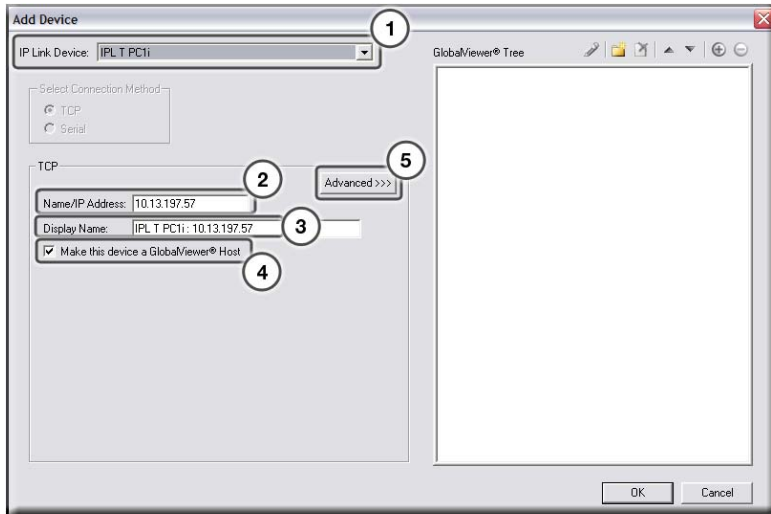 Add Device
1
IP Link Device: IPL T PC1i
GlobalViewer® Tree
Select Connection Method
TCP
Serial
TCP
5
Advanced >>>
2
Name/IP Address: 10.13.197.57
Display Name: IPL T PC1i : 10.13.197.57
3
Make this device a GlobalViewer® Host
4
OK
Cancel